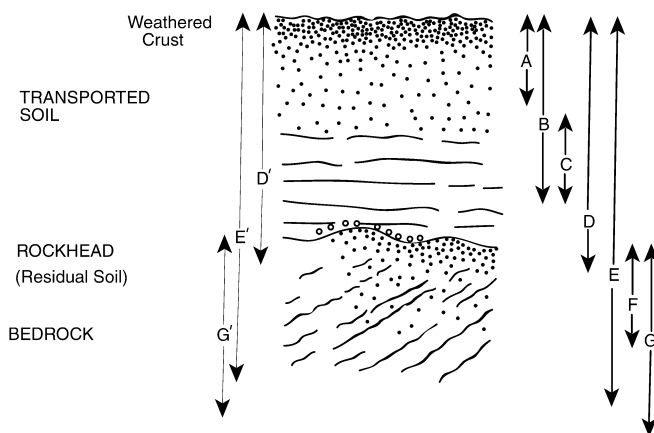 Weathered
Crust
TRANSPORTED
SOIL
ROCKHEAD
(Residual Soil)
BEDROCK
D′
E′
G′
A
B
C
D
E
F
G